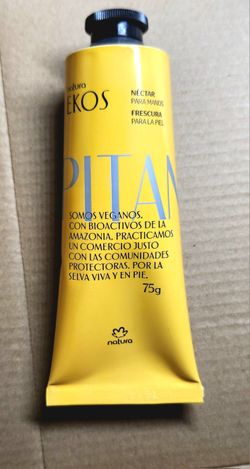 natura
EKOS
NÉCTAR
PARA MANOS
FRESCURA
PARA LA PIEL
PITAN
SOMOS VEGANOS.
CON BIOACTIVOS DE LA
AMAZONIA, PRACTICAMOS
UN COMERCIO JUSTO
CON LAS COMUNIDADES
PROTECTORAS. POR LA
SELVA VIVA Y EN PIE.
75g
natura